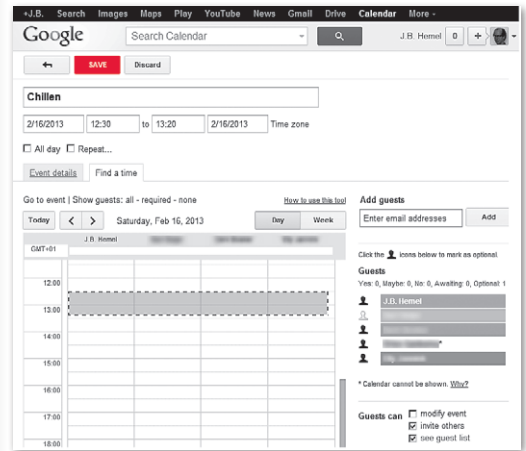 +J.B. Search Images Maps Play YouTube News Gmail Drive Calendar More -
Google Search Calendar J.B. Hemel 0 +
SAVE Discard
Chillen
2/16/2013 12:30 to 13:20 2/16/2013 Time zone
All day Repeat...
Event details Find a time
Go to event | Show guests: all - required - none How to use this tool
Today < > Saturday, Feb 16, 2013 Day Week
J.B. Hemel
GMT+01
12:00
13:00
14:00
15:00
16:00
17:00
18:00
Add guests
Enter email addresses Add
Click the icons below to mark as optional.
Guests
Yes: 0, Maybe: 0, No: 0, Awaiting: 0, Optional: 1
J.B. Hemel
*
* Calendar cannot be shown. Why?
Guests can modify event
invite others
see guest list